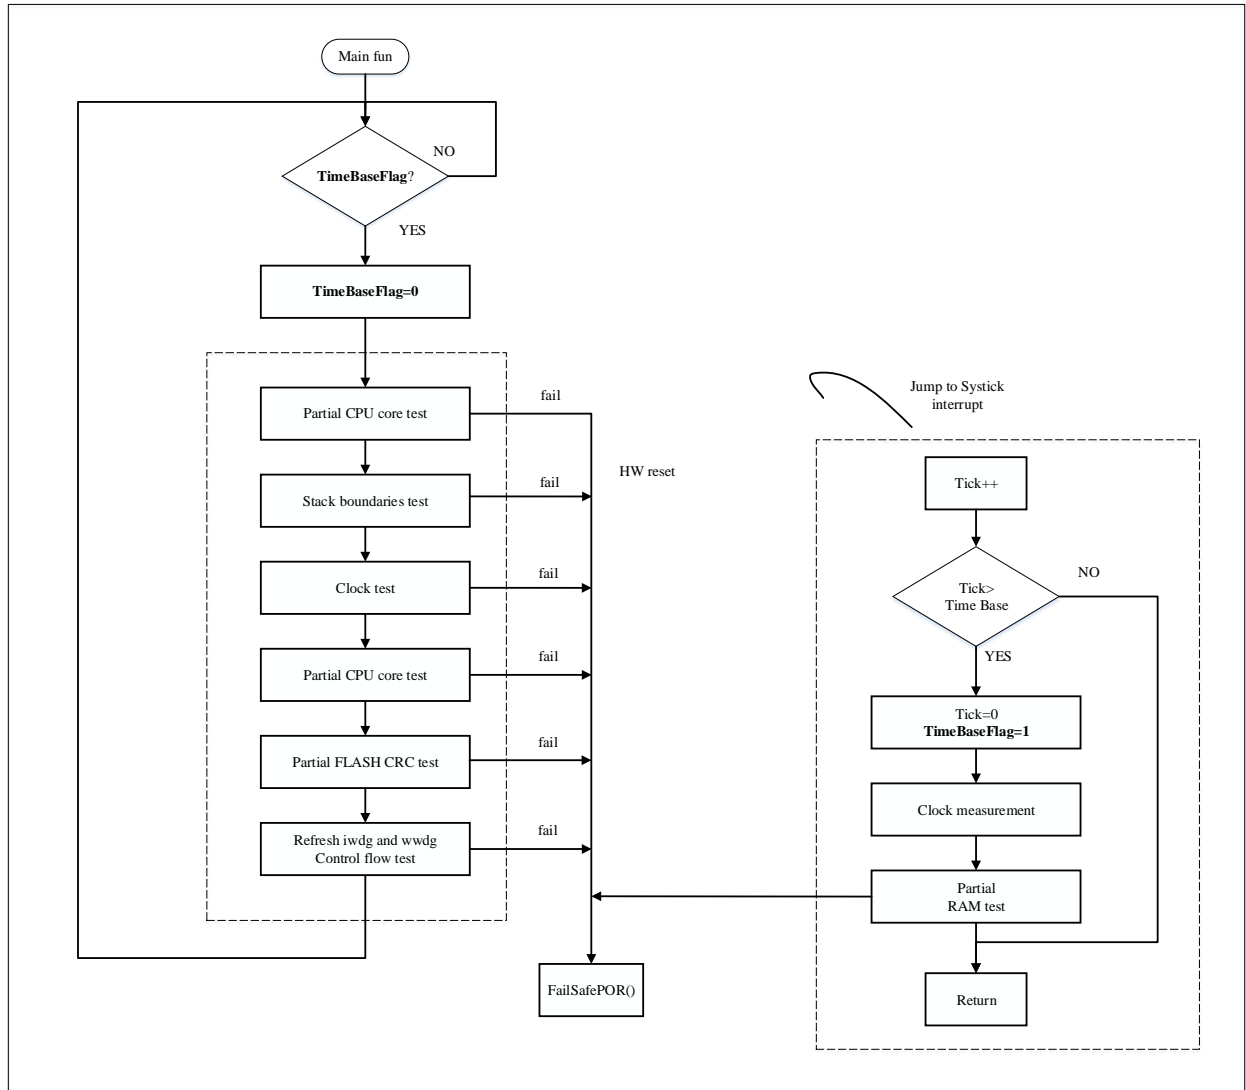 Main fun
NO
TimeBaseFlag?
YES
TimeBaseFlag=0
Partial CPU core test
fail
Stack boundaries test
fail
HW reset
Clock test
fail
Partial CPU core test
fail
Partial FLASH CRC test
fail
Refresh iwdg and wwdg
Control flow test
fail
FailSafePOR()
Jump to Systick
interrupt
Tick++
Tick>
Time Base
NO
YES
Tick=0
TimeBaseFlag=1
Clock measurement
Partial
RAM test
Return